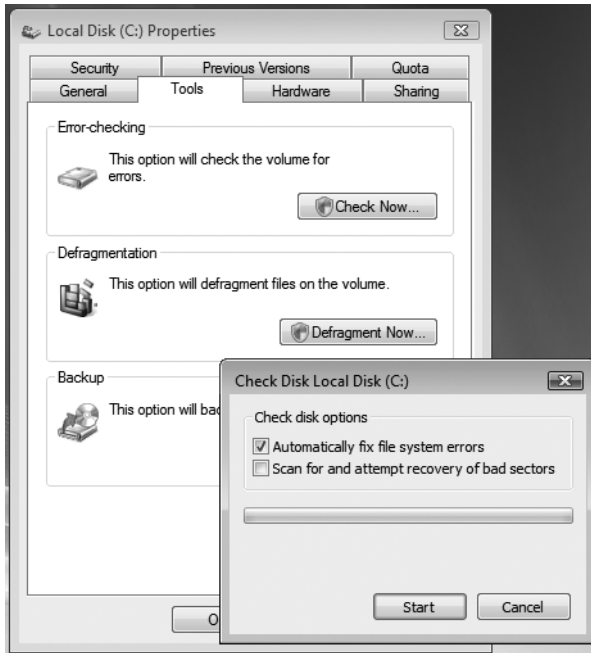 Local Disk (C:) Properties
Security Previous Versions Quota
General Tools Hardware Sharing
Error-checking
This option will check the volume for
errors.
Check Now...
Defragmentation
This option will defragment files on the volume.
Defragment Now...
Backup
This option will
Check Disk Local Disk (C:)
Check disk options
Automatically fix file system errors
Scan for and attempt recovery of bad sectors
Start Cancel